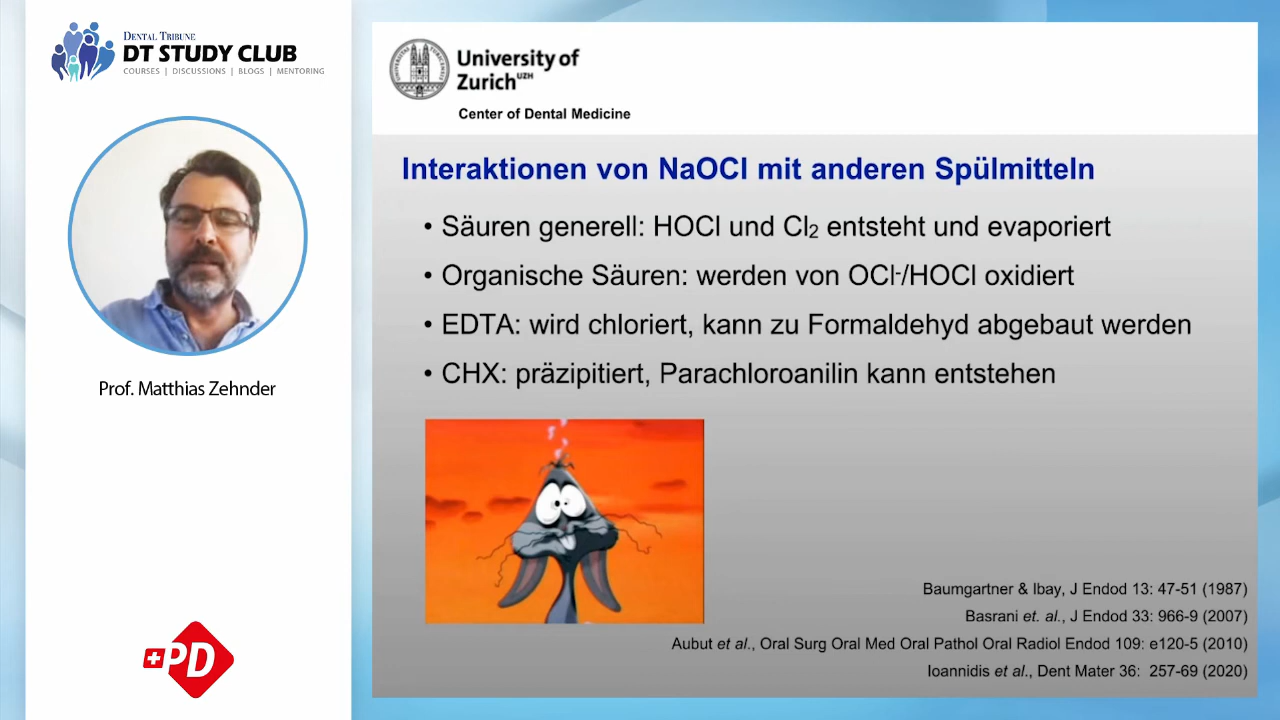 DENTAL TRIBUNE
DT STUDY CLUB
COURSES | DISCUSSIONS | BLOGS | MENTORING
Prof. Matthias Zehnder
PD
University of
Zurich UZH
Center of Dental Medicine
Interaktionen von NaOCl mit anderen Spülmitteln
• Säuren generell: HOCl und Cl₂ entsteht und evaporiert
• Organische Säuren: werden von OCl⁻/HOCl oxidiert
• EDTA: wird chloriert, kann zu Formaldehyd abgebaut werden
• CHX: präzipitiert, Parachloroanilin kann entstehen
Baumgartner & Ibay, J Endod 13: 47-51 (1987)
Basrani et. al., J Endod 33: 966-9 (2007)
Aubut et al., Oral Surg Oral Med Oral Pathol Oral Radiol Endod 109: e120-5 (2010)
Ioannidis et al., Dent Mater 36: 257-69 (2020)